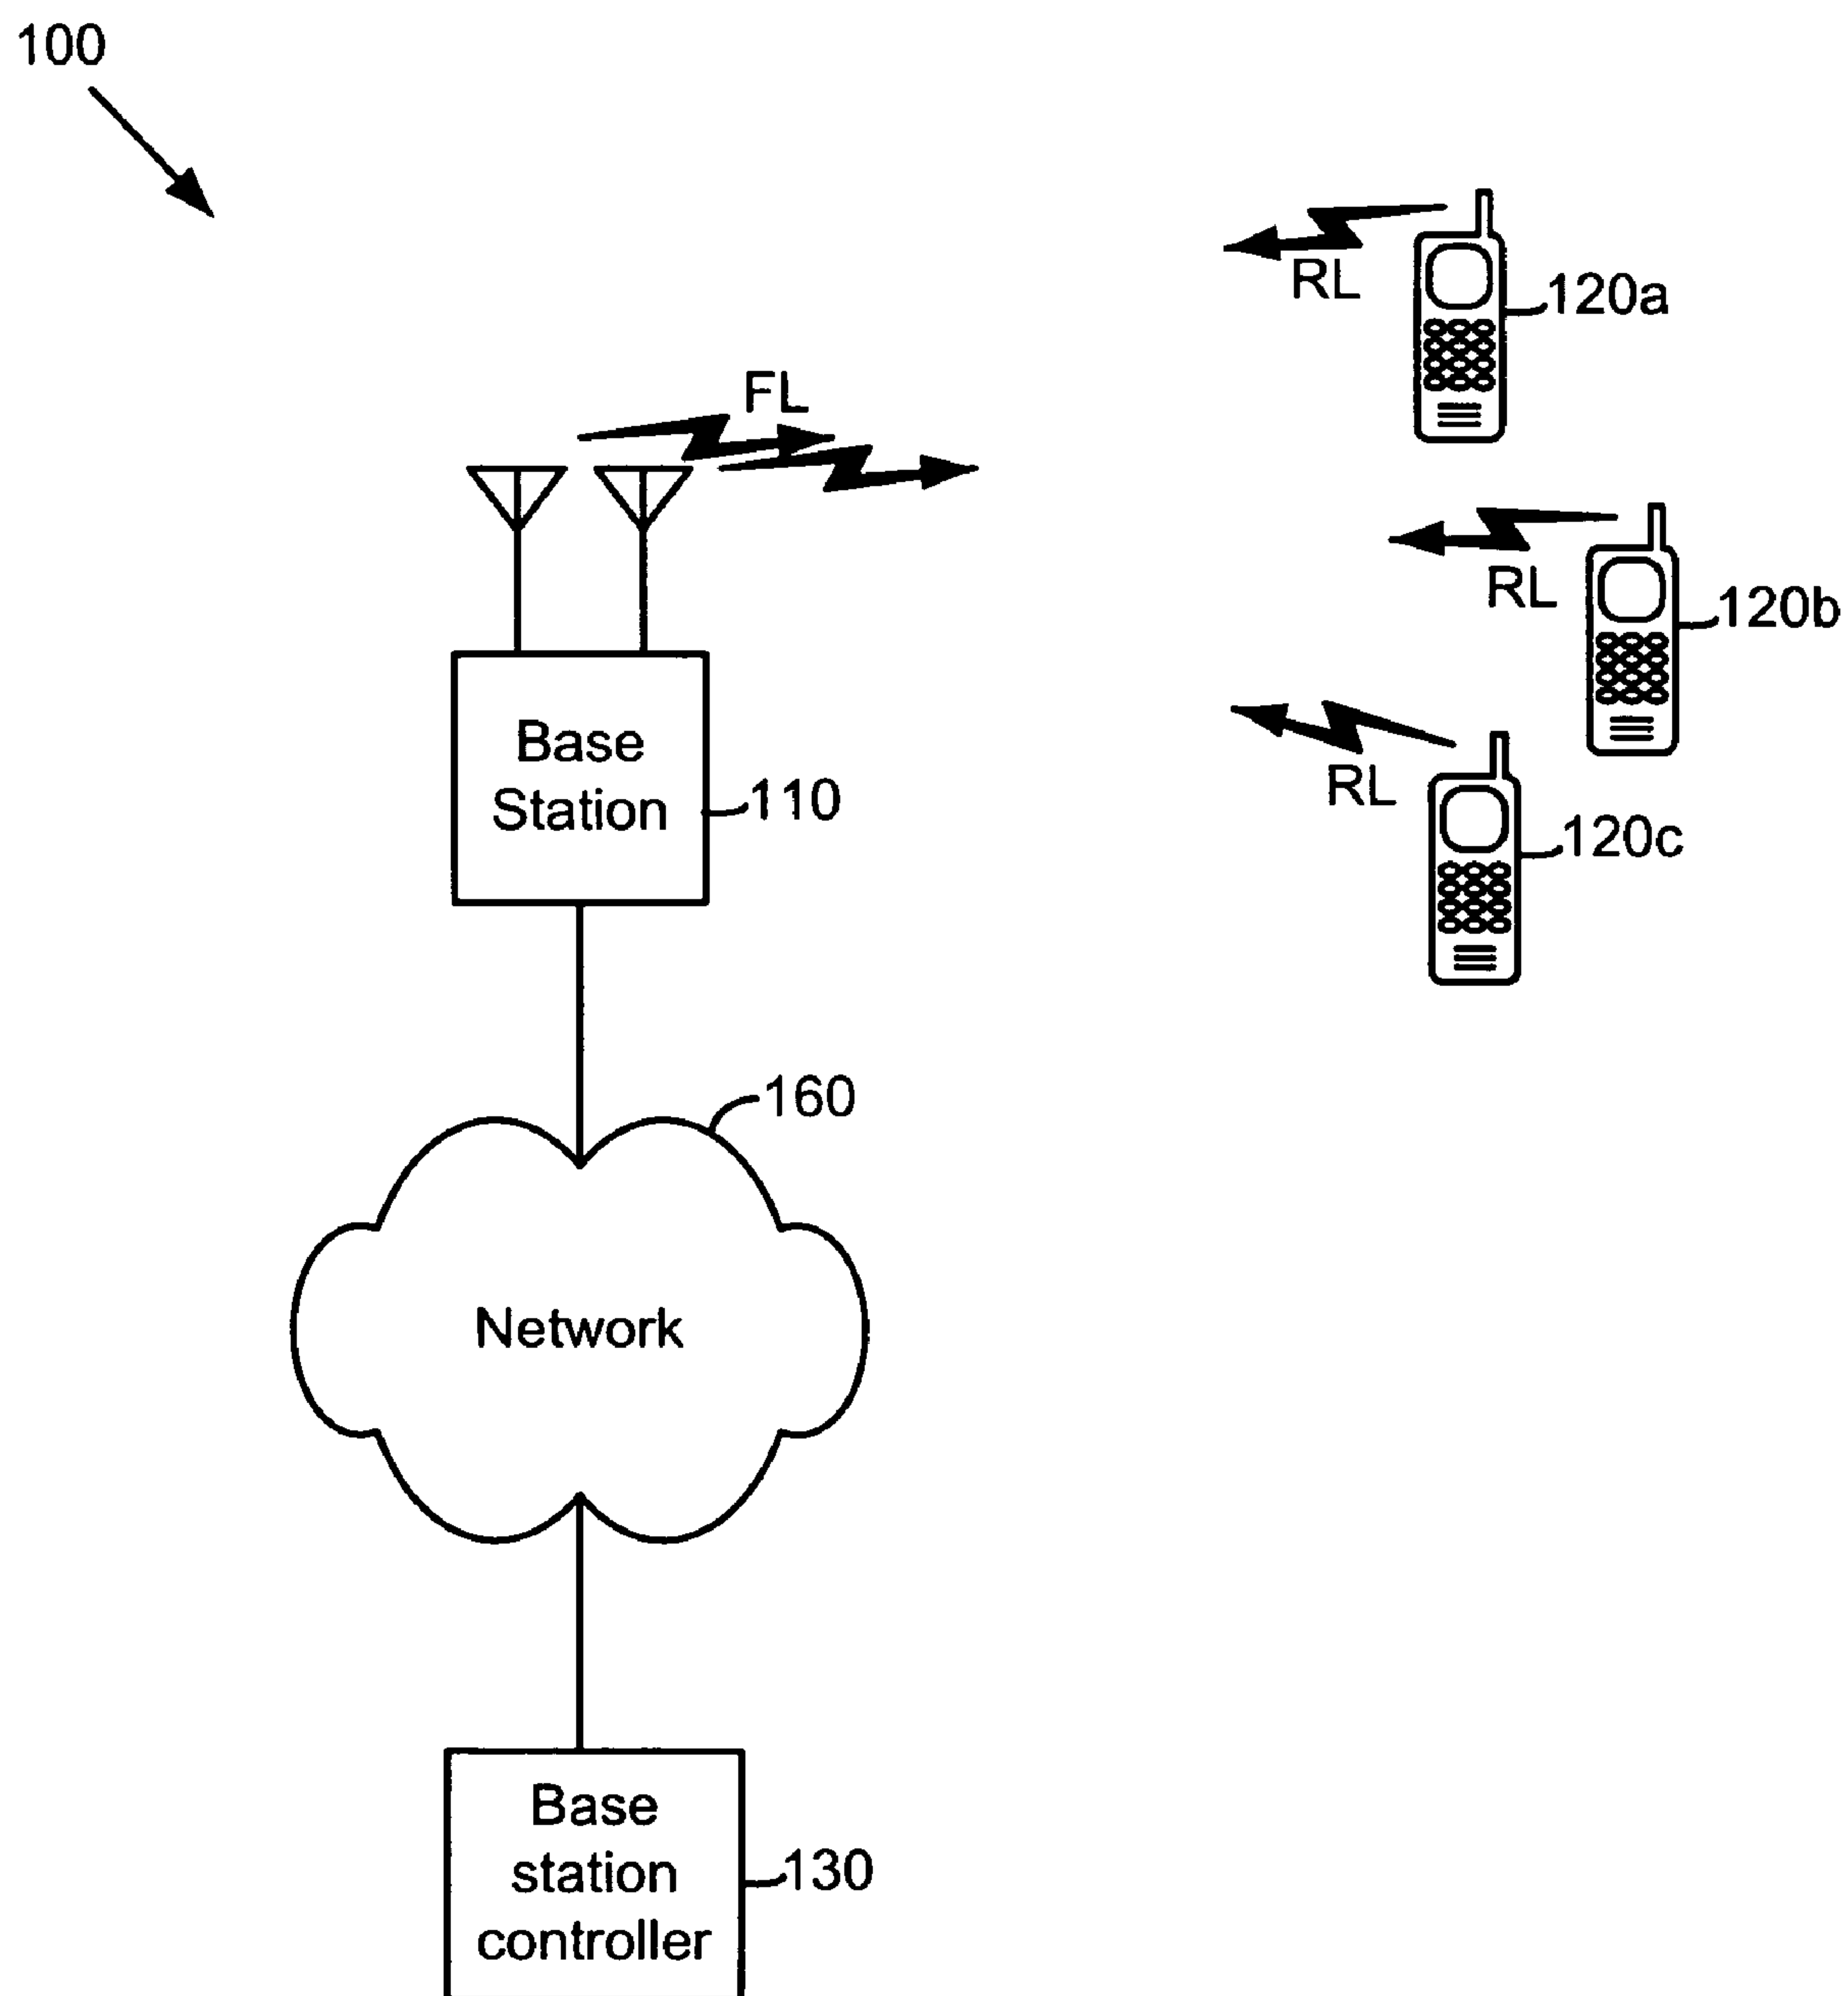 100
RL
120a
FL
RL
120b
Base
Station
110
RL
120c
160
Network
Base
station
controller
130